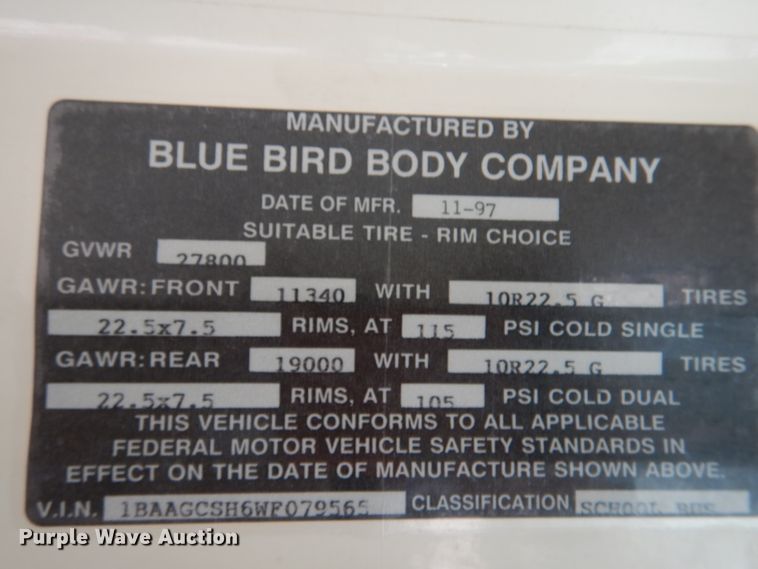 MANUFACTURED BY
BLUE BIRD BODY COMPANY
DATE OF MFR. 11-97
SUITABLE TIRE - RIM CHOICE
GVWR 27800
GAWR: FRONT 11340 WITH 10R22.5 G TIRES
22.5x7.5 RIMS, AT 115 PSI COLD SINGLE
GAWR: REAR 19000 WITH 10R22.5 G TIRES
22.5x7.5 RIMS, AT 105 PSI COLD DUAL
THIS VEHICLE CONFORMS TO ALL APPLICABLE
FEDERAL MOTOR VEHICLE SAFETY STANDARDS IN
EFFECT ON THE DATE OF MANUFACTURE SHOWN ABOVE.
V.I.N. 1BAAGCSH6WF079565 CLASSIFICATION SCHOOL BUS
Purple Wave Auction